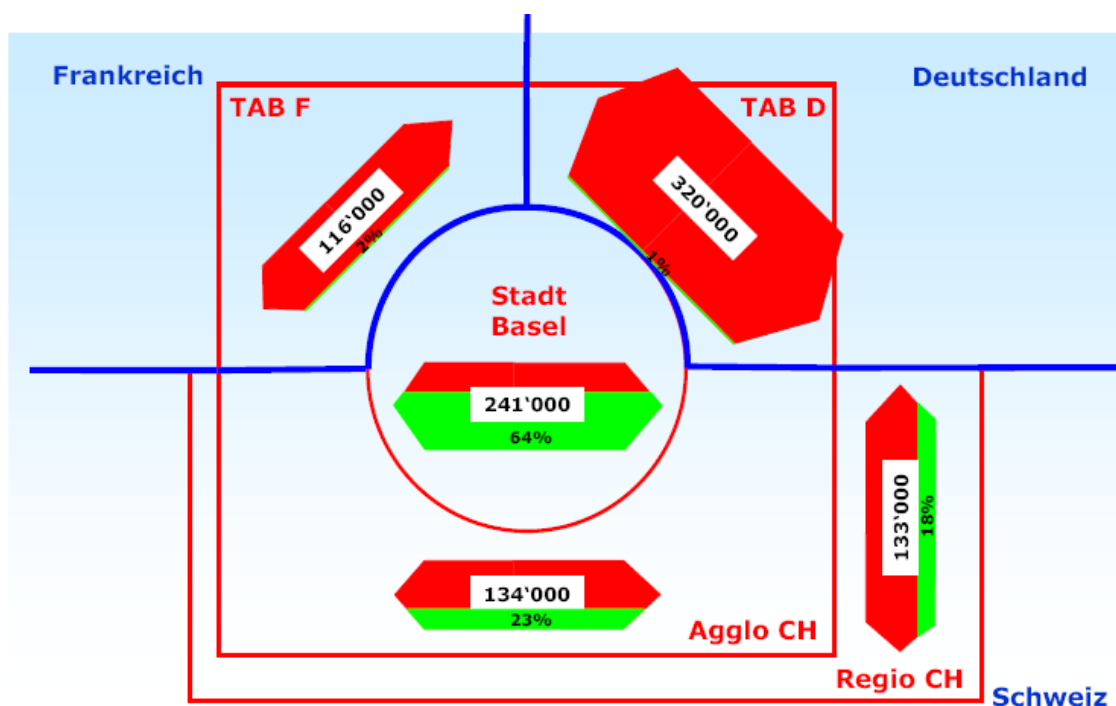 Frankreich
Deutschland
TAB F
TAB D
116‘000
2%
320‘000
1%
Stadt
Basel
241‘000
64%
133‘000
18%
134‘000
23%
Agglo CH
Regio CH
Schweiz